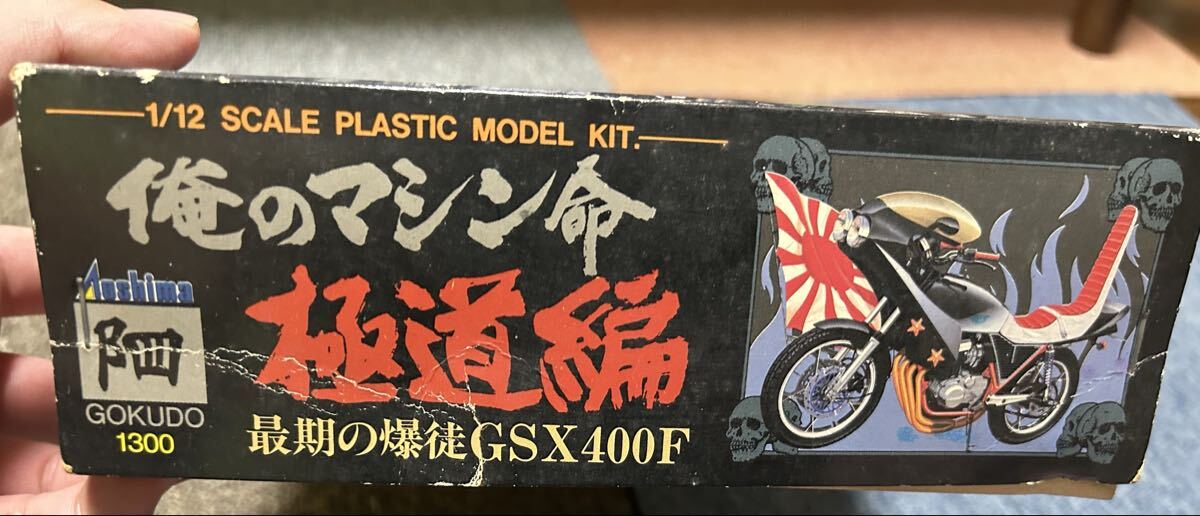 1/12 SCALE PLASTIC MODEL KIT.
俺のマシン命
極道編
最期の爆徒GSX400F
Aoshima
GOKUDO
1300